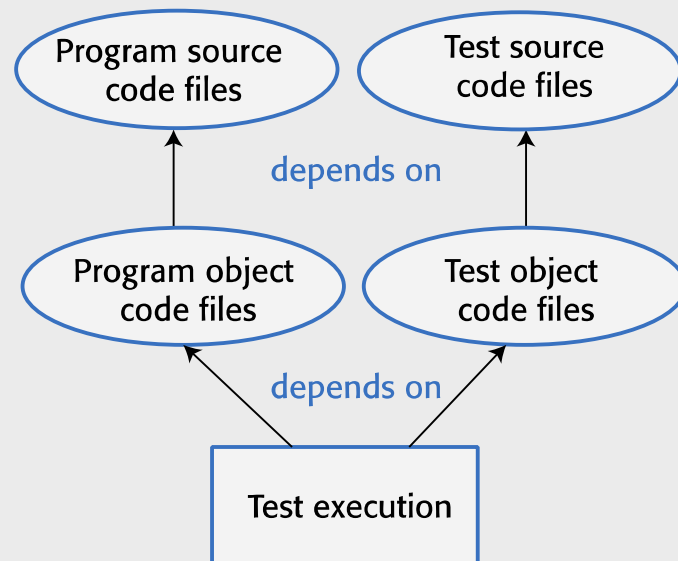 Program source
code files
Test source
code files
depends on
Program object
code files
Test object
code files
depends on
Test execution